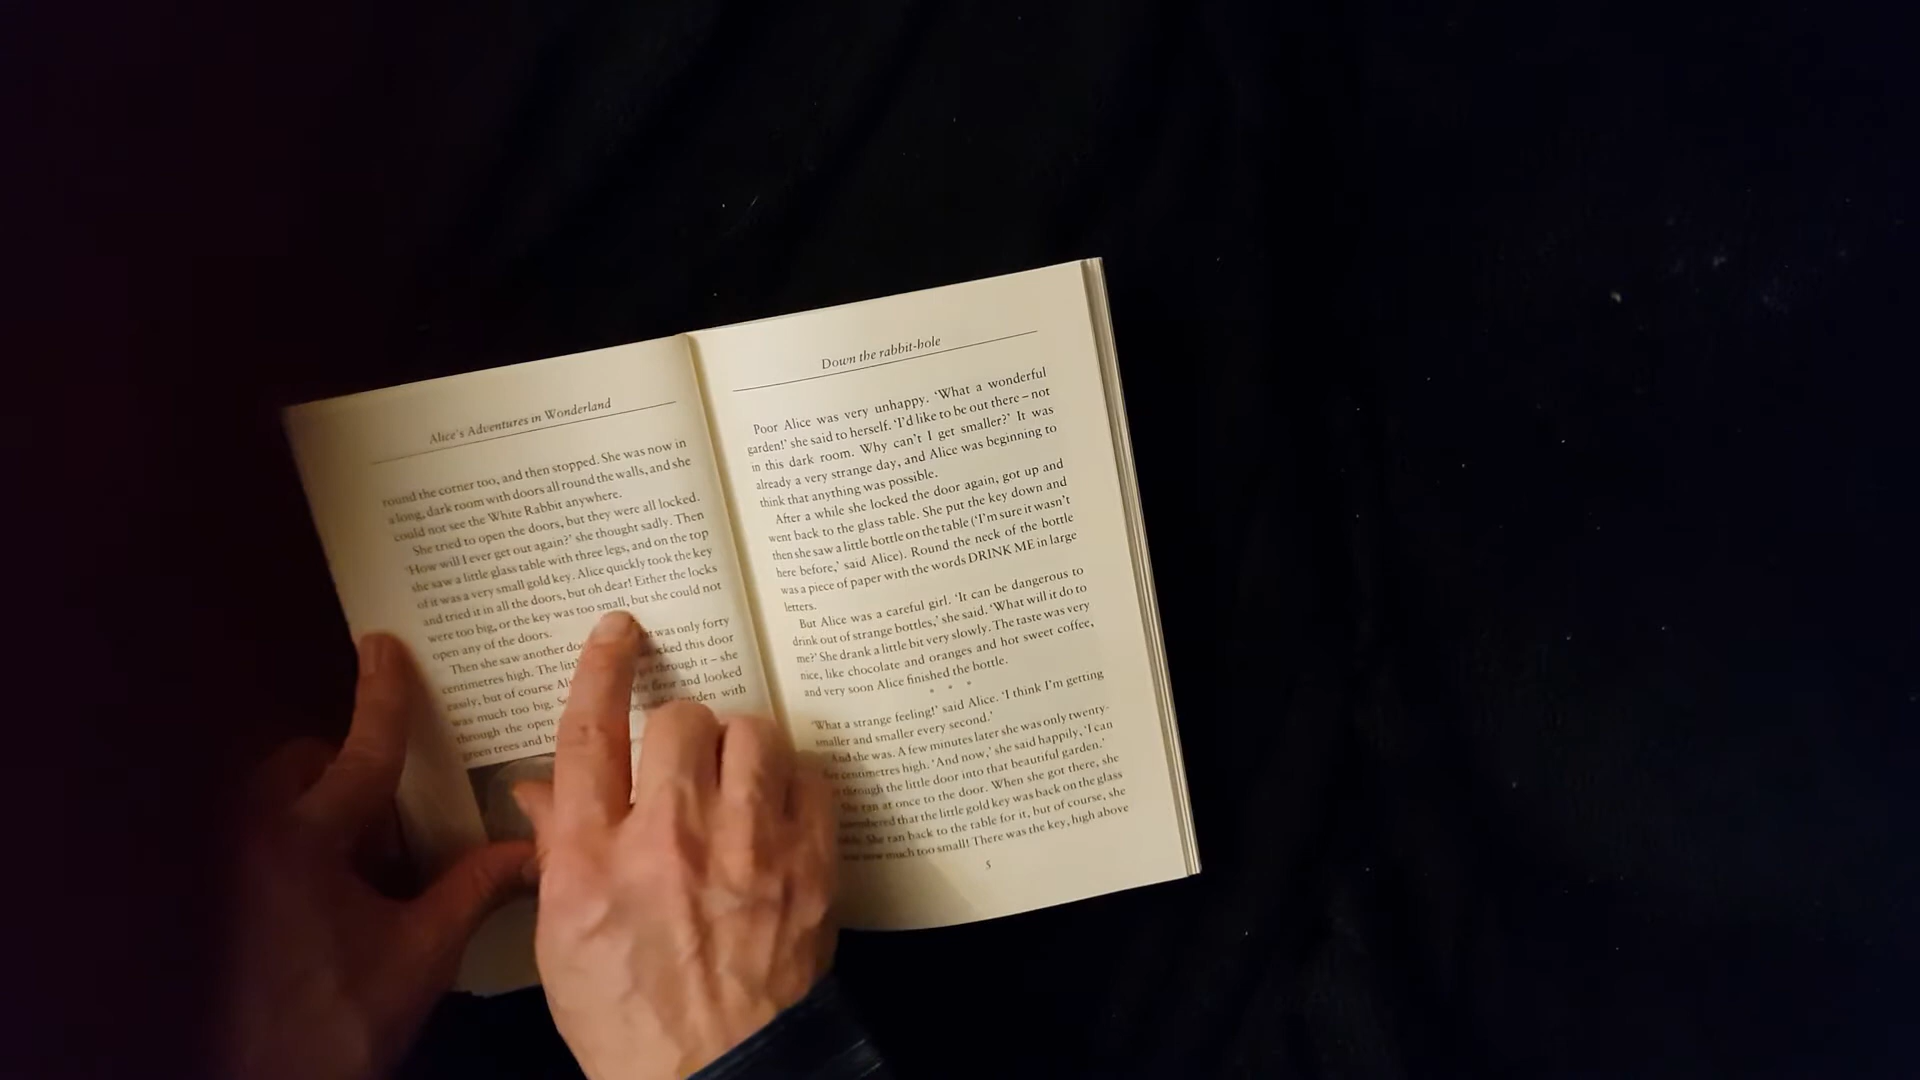 Alice's Adventures in Wonderland
round the corner too, and then stopped. She was now in
a long, dark room with doors all round the walls, and she
could not see the White Rabbit anywhere.
She tried to open the doors, but they were all locked.
'How will I ever get out again?' she thought sadly. Then
she saw a little glass table with three legs, and on the top
of it was a very small gold key. Alice quickly took the key
and tried it in all the doors, but oh dear! Either the locks
were too big, or the key was too small, but she could not
open any of the doors.
Then she saw another was only forty
centimetres high. The this door
easily, but of course through it – she
was much too big. floor and looked
through the open with
green trees and
Down the rabbit-hole
Poor Alice was very unhappy. 'What a wonderful
garden!' she said to herself. 'I'd like to be out there – not
in this dark room. Why can't I get smaller?' It was
already a very strange day, and Alice was beginning to
think that anything was possible.
After a while she locked the door again, got up and
went back to the glass table. She put the key down and
then she saw a little bottle on the table ('I'm sure it wasn't
here before,' said Alice). Round the neck of the bottle
was a piece of paper with the words DRINK ME in large
letters.
But Alice was a careful girl. 'It can be dangerous to
drink out of strange bottles,' she said. 'What will it do to
me?' She drank a little bit very slowly. The taste was very
nice, like chocolate and oranges and hot sweet coffee,
and very soon Alice finished the bottle.
* * *
'What a strange feeling!' said Alice. 'I think I'm getting
smaller and smaller every second.'
And she was. A few minutes later she was only twenty-
centimetres high. 'And now,' she said happily, 'I can
through the little door into that beautiful garden.'
She ran at once to the door. When she got there, she
remembered that the little gold key was back on the glass
table. She ran back to the table for it, but of course, she
was now much too small! There was the key, high above
5